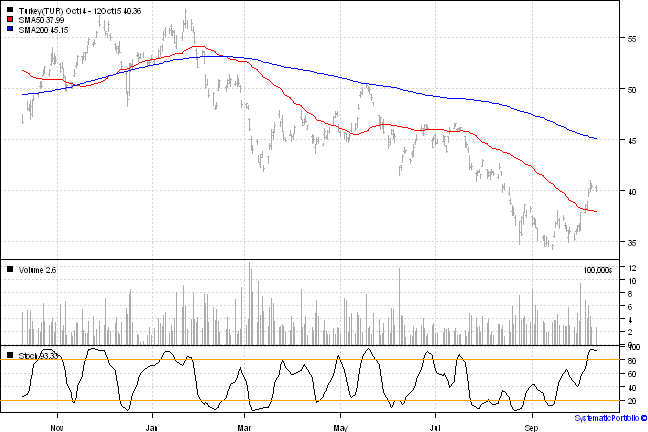 Turkey(TUR) Oct14 - 12Oct15 40.36
SMA50 37.99
SMA200 45.15
55
50
45
40
35
Volume 2.6
100,000s
12
10
8
6
4
2
0
Stoch 93.33
100
80
60
40
20
Nov
Jan
Mar
May
Jul
Sep
SystematicPortfolio ©